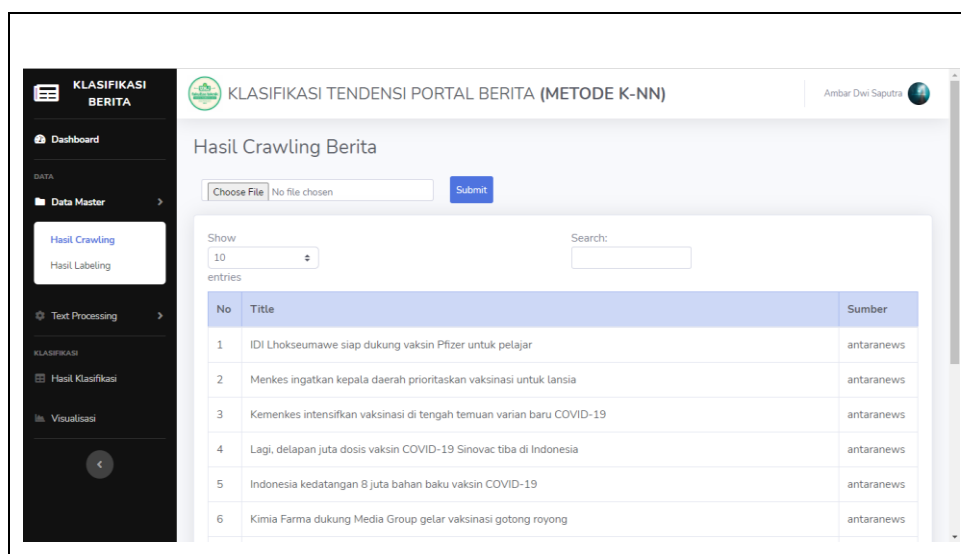 KLASIFIKASI
BERITA
KLASIFIKASI TENDENSI PORTAL BERITA (METODE K-NN)
Ambar Dwi Saputra
Dashboard
DATA
Data Master
Hasil Crawling
Hasil Labeling
Text Processing
KLASIFIKASI
Hasil Klasifikasi
Visualisasi
Hasil Crawling Berita
Choose File No file chosen
Submit
Show
10
entries
Search:
No Title Sumber
1 IDI Lhokseumawe siap dukung vaksin Pfizer untuk pelajar antaranews
2 Menkes ingatkan kepala daerah prioritaskan vaksinasi untuk lansia antaranews
3 Kemenkes intensifkan vaksinasi di tengah temuan varian baru COVID-19 antaranews
4 Lagi, delapan juta dosis vaksin COVID-19 Sinovac tiba di Indonesia antaranews
5 Indonesia kedatangan 8 juta bahan baku vaksin COVID-19 antaranews
6 Kimia Farma dukung Media Group gelar vaksinasi gotong royong antaranews